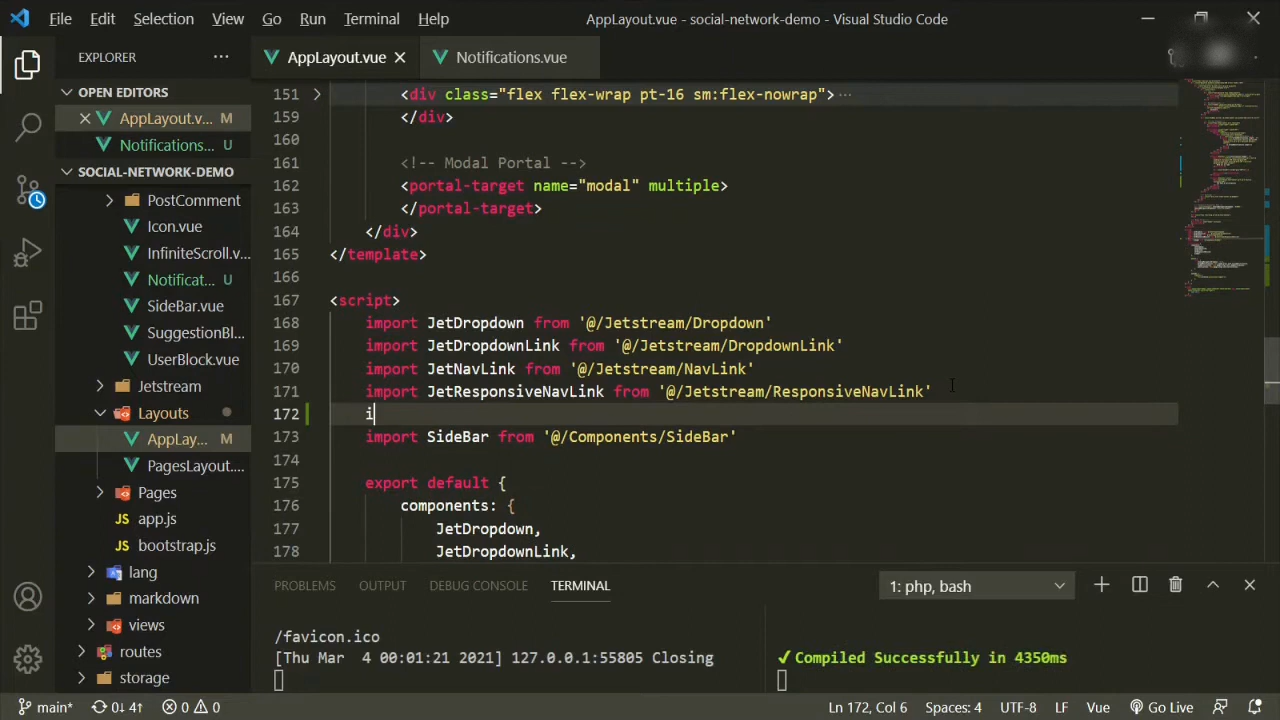 File Edit Selection View Go Run Terminal Help AppLayout.vue - social-network-demo - Visual Studio Code
EXPLORER
AppLayout.vue
Notifications.vue
OPEN EDITORS
AppLayout.v... M
Notifications... U
SOCIAL-NETWORK-DEMO
PostComment
Icon.vue
InfiniteScroll.v...
Notificat... U
SideBar.vue
SuggestionBl...
UserBlock.vue
Jetstream
Layouts
AppLay... M
PagesLayout....
Pages
app.js
bootstrap.js
lang
markdown
views
routes
storage
151 <div class="flex flex-wrap pt-16 sm:flex-nowrap"> ...
159 </div>
160
161 <!-- Modal Portal -->
162 <portal-target name="modal" multiple>
163 </portal-target>
164 </div>
165 </template>
166
167 <script>
168 import JetDropdown from '@/Jetstream/Dropdown'
169 import JetDropdownLink from '@/Jetstream/DropdownLink'
170 import JetNavLink from '@/Jetstream/NavLink'
171 import JetResponsiveNavLink from '@/Jetstream/ResponsiveNavLink'
172 i
173 import SideBar from '@/Components/SideBar'
174
175 export default {
176 components: {
177 JetDropdown,
178 JetDropdownLink,
PROBLEMS OUTPUT DEBUG CONSOLE TERMINAL 1: php, bash
/favicon.ico
[Thu Mar 4 00:01:21 2021] 127.0.0.1:55805 Closing
✓Compiled Successfully in 4350ms
main* 0↓ 4↑ 0 0 Ln 172, Col 6 Spaces: 4 UTF-8 LF Vue Go Live